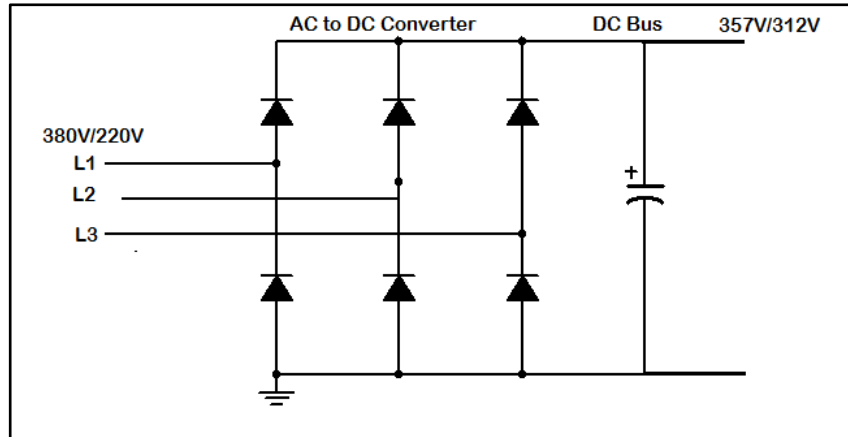 AC to DC Converter
DC Bus
357V/312V
380V/220V
L1
L2
L3
+